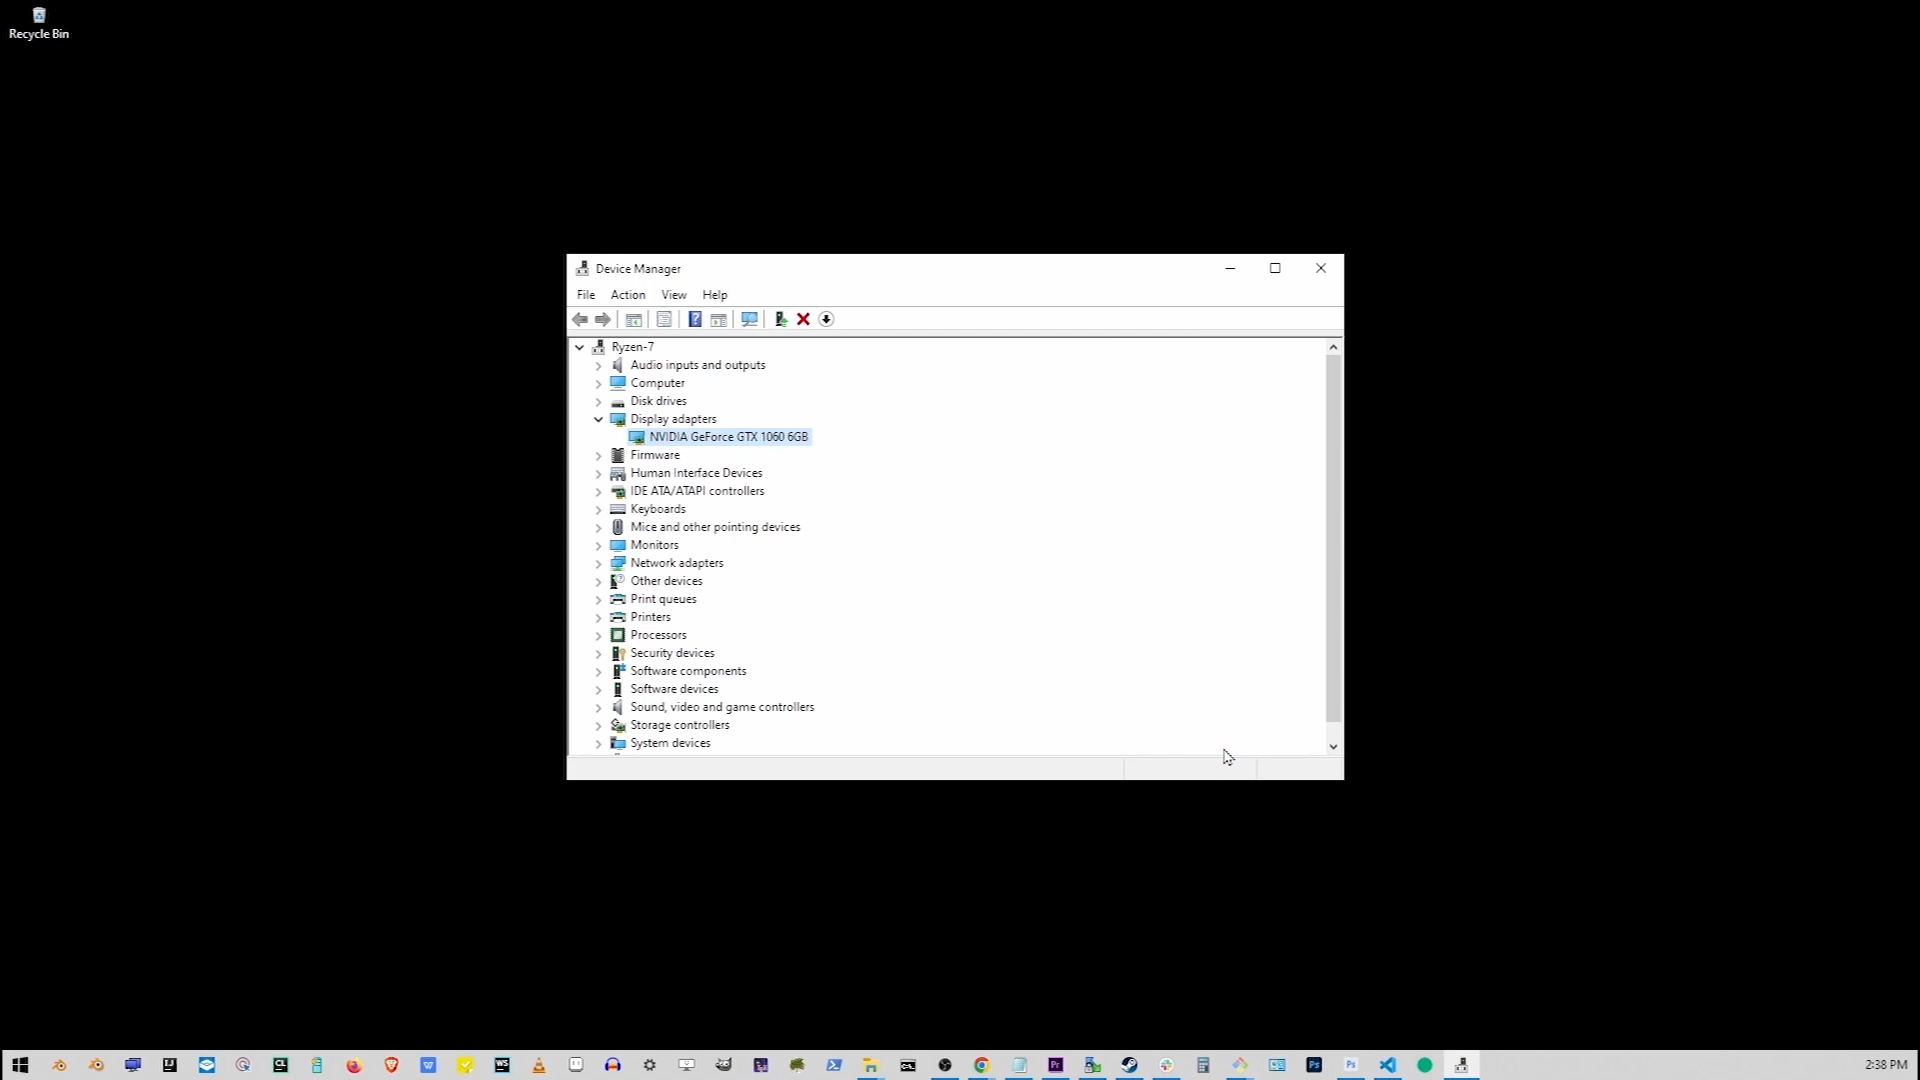 Recycle Bin
Device Manager
File Action View Help
Ryzen-7
Audio inputs and outputs
Computer
Disk drives
Display adapters
NVIDIA GeForce GTX 1060 6GB
Firmware
Human Interface Devices
IDE ATA/ATAPI controllers
Keyboards
Mice and other pointing devices
Monitors
Network adapters
Other devices
Print queues
Printers
Processors
Security devices
Software components
Software devices
Sound, video and game controllers
Storage controllers
System devices
2:38 PM